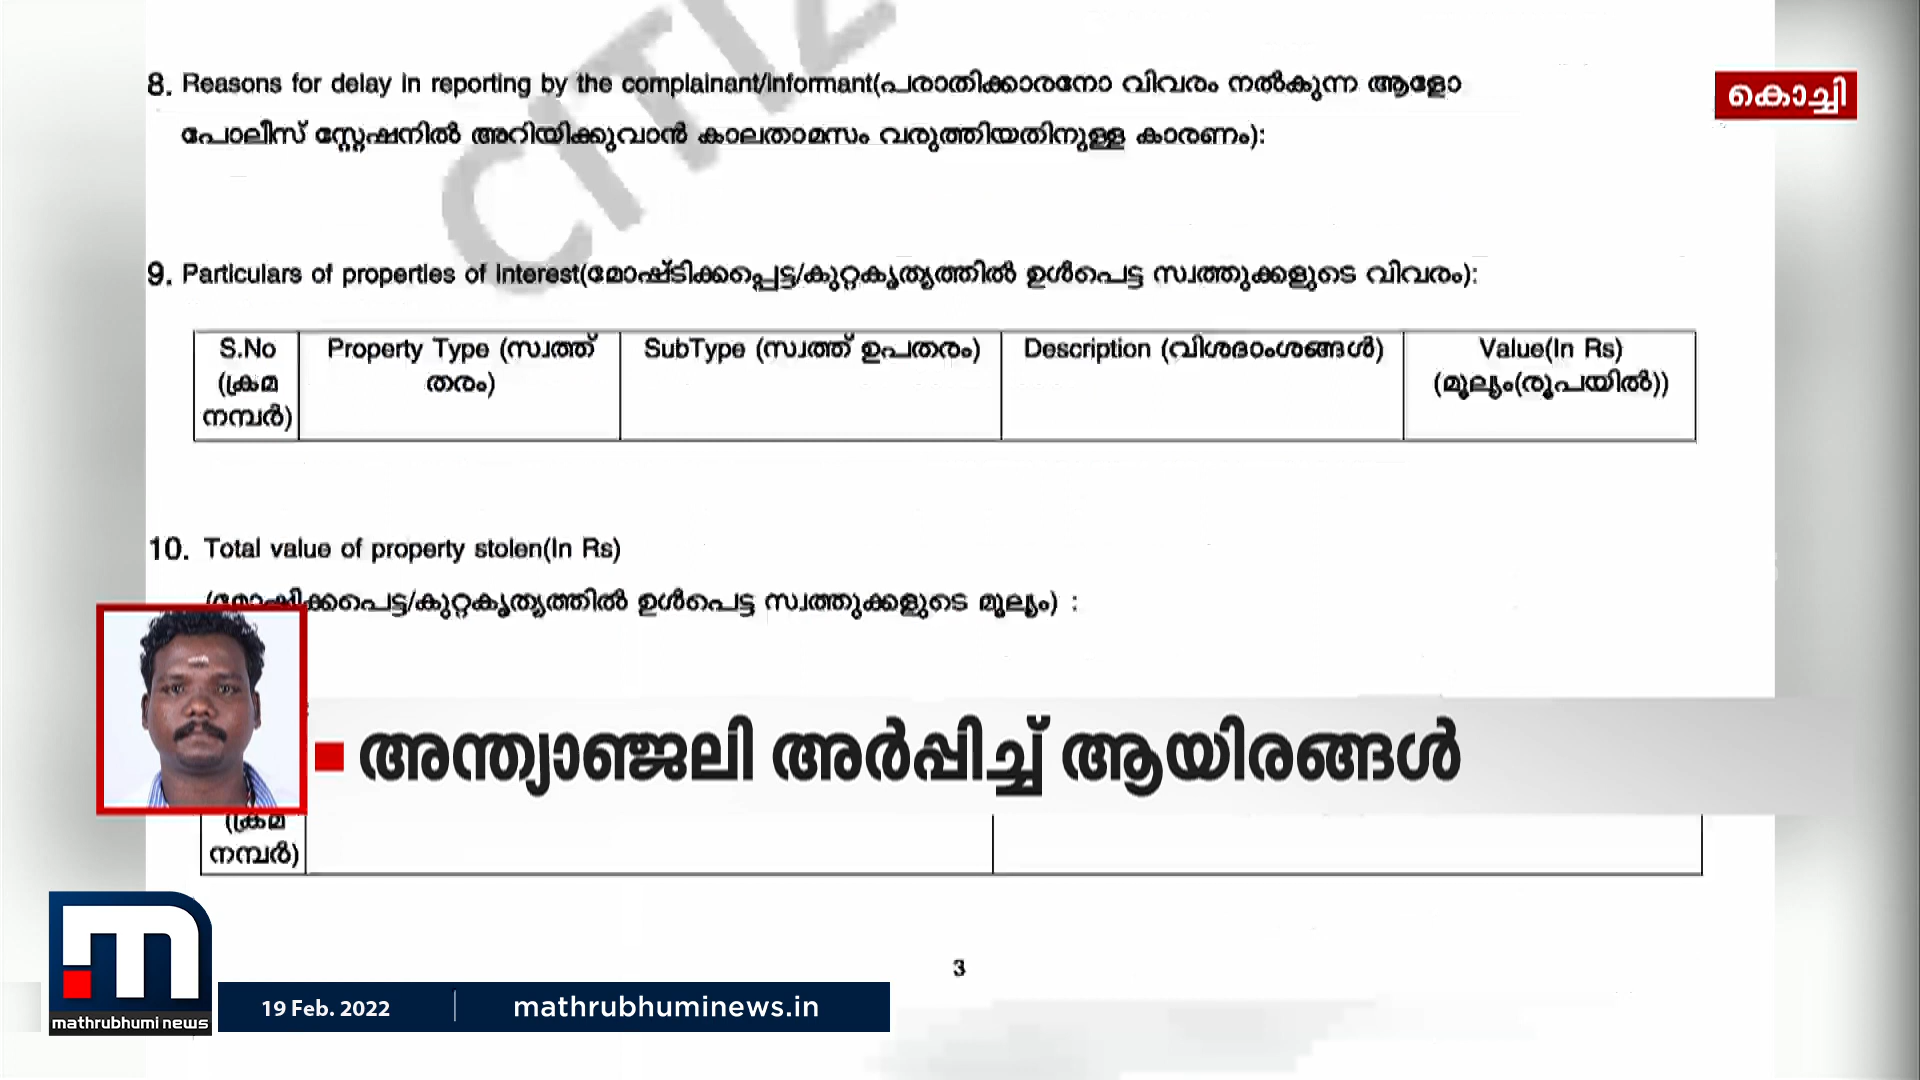 CITIZ
8. Reasons for delay in reporting by the complainant/informant(പരാതിക്കാരനോ വിവരം നൽകുന്ന ആളോ
പോലീസ് സ്റ്റേഷനിൽ അറിയിക്കുവാൻ കാലതാമസം വരുത്തിയതിനുള്ള കാരണം):
കൊച്ചി
9. Particulars of properties of interest(മോഷ്ടിക്കപ്പെട്ട/കുറ്റകൃത്യത്തിൽ ഉൾപെട്ട സ്വത്തുക്കളുടെ വിവരം):
S.No (ക്രമ നമ്പർ)
Property Type (സ്വത്ത് തരം)
SubType (സ്വത്ത് ഉപതരം)
Description (വിശദാംശങ്ങൾ)
Value(In Rs) (മൂല്യം(രൂപയിൽ))
10. Total value of property stolen(In Rs)
(മോഷ്ടിക്കപെട്ട/കുറ്റകൃത്യത്തിൽ ഉൾപെട്ട സ്വത്തുക്കളുടെ മൂല്യം) :
അന്ത്യാഞ്ജലി അർപ്പിച്ച് ആയിരങ്ങൾ
(ക്രമ
നമ്പർ)
3
mathrubhumi news
19 Feb. 2022
mathrubhuminews.in